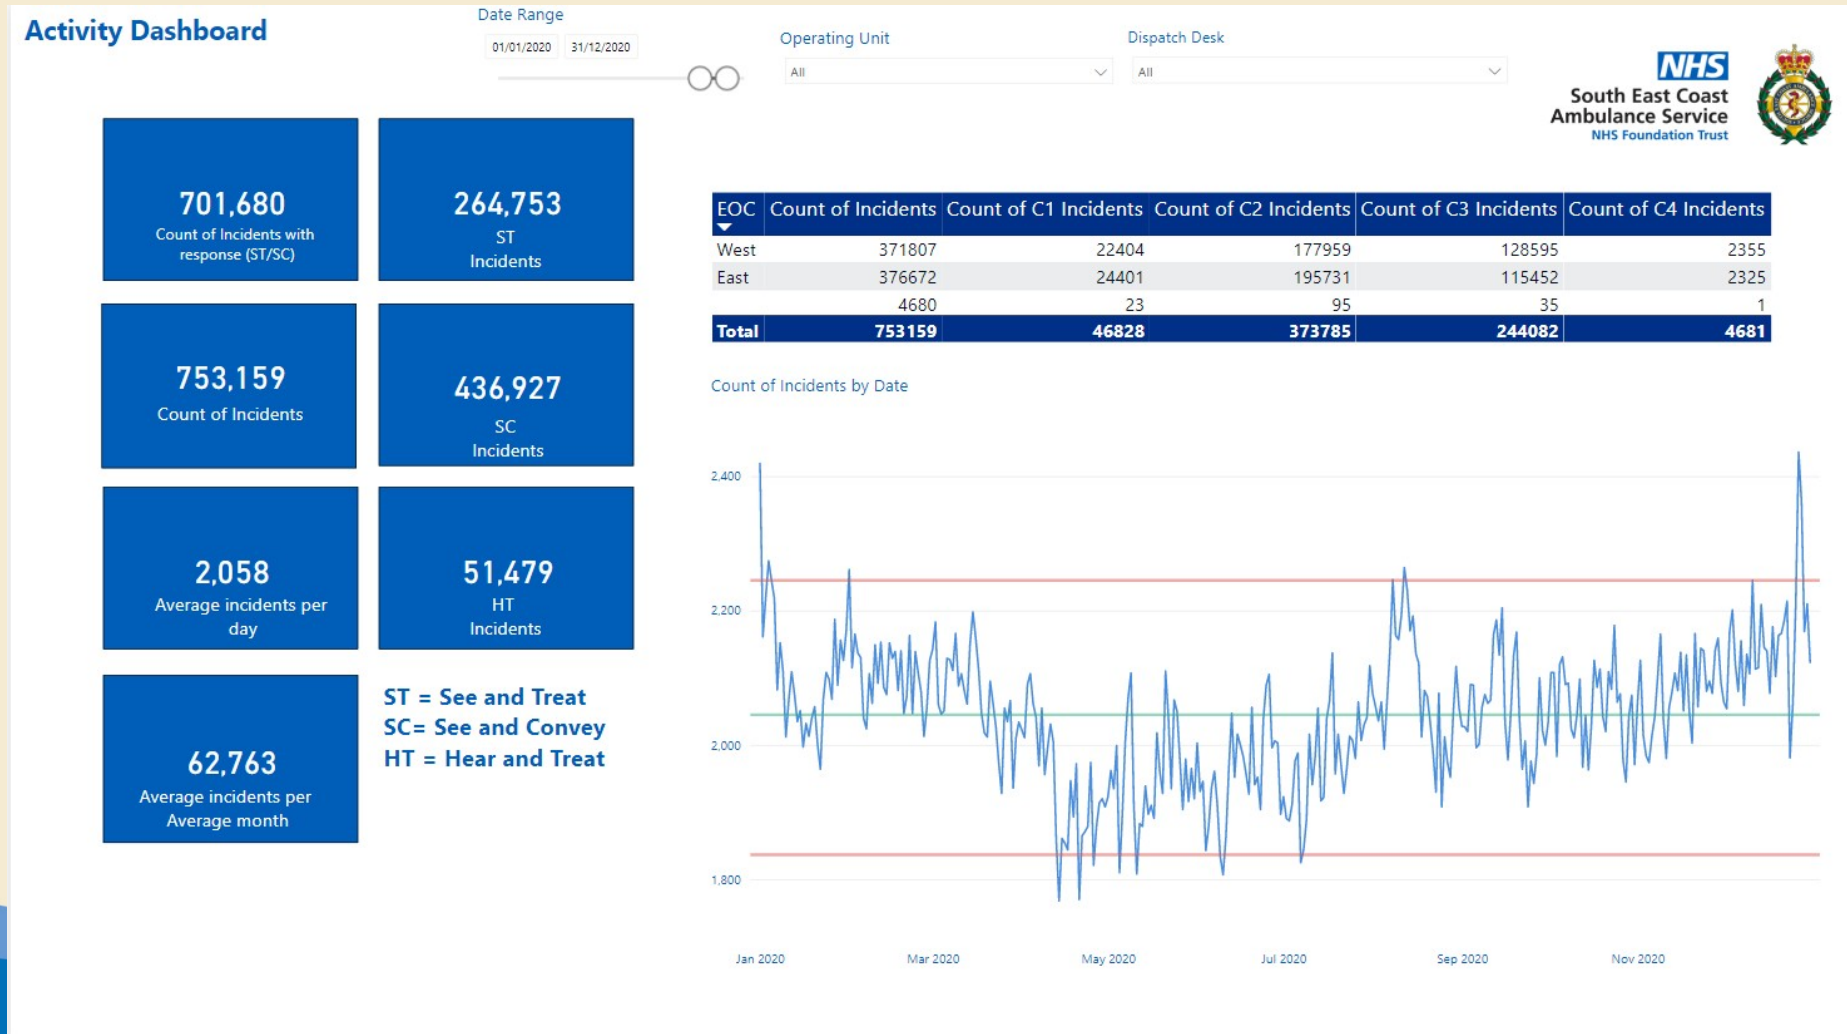 Activity Dashboard
Date Range
01/01/2020 31/12/2020
Operating Unit
All
Dispatch Desk
All
NHS
South East Coast
Ambulance Service
NHS Foundation Trust
701,680
Count of Incidents with
response (ST/SC)
264,753
ST
Incidents
753,159
Count of Incidents
436,927
SC
Incidents
2,058
Average incidents per
day
51,479
HT
Incidents
62,763
Average incidents per
Average month
ST = See and Treat
SC= See and Convey
HT = Hear and Treat
EOC Count of Incidents Count of C1 Incidents Count of C2 Incidents Count of C3 Incidents Count of C4 Incidents
West 371807 22404 177959 128595 2355
East 376672 24401 195731 115452 2325
4680 23 95 35 1
Total 753159 46828 373785 244082 4681
Count of Incidents by Date
2,400
2,200
2,000
1,800
Jan 2020 Mar 2020 May 2020 Jul 2020 Sep 2020 Nov 2020